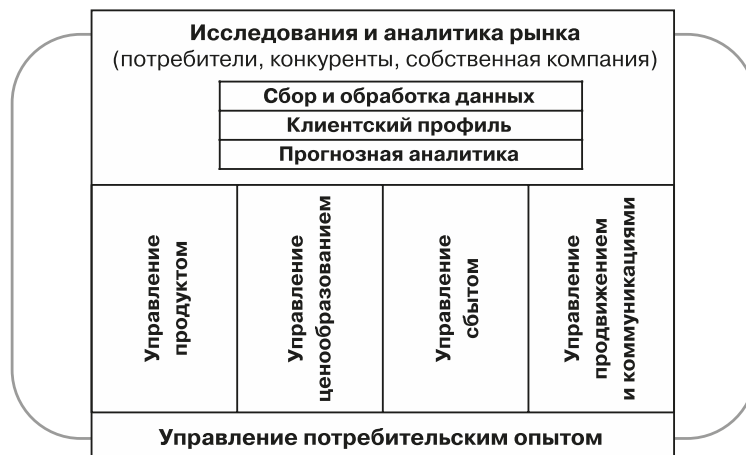 Исследования и аналитика рынка
(потребители, конкуренты, собственная компания)
Сбор и обработка данных
Клиентский профиль
Прогнозная аналитика
Управление
продуктом
Управление
ценообразованием
Управление
сбытом
Управление
продвижением
и коммуникациями
Управление потребительским опытом